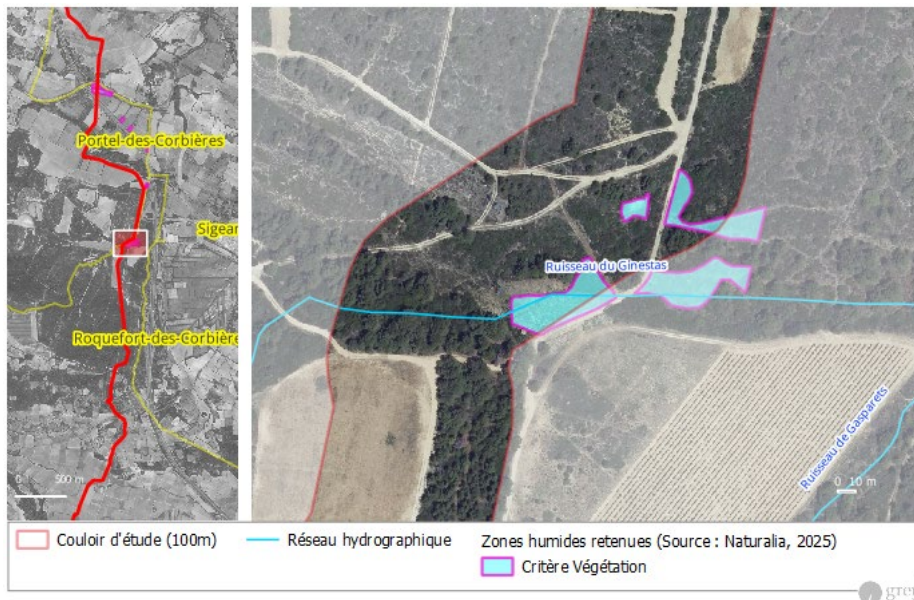 Portel-des-Corbières
Sigear
Roquefort-des-Corbière
0 500 m
Ruisseau du Ginestas
Ruisseau de Gasparets
0 10 m
Couloir d'étude (100m)
Réseau hydrographique
Zones humides retenues (Source : Naturalia, 2025)
Critère Végétation